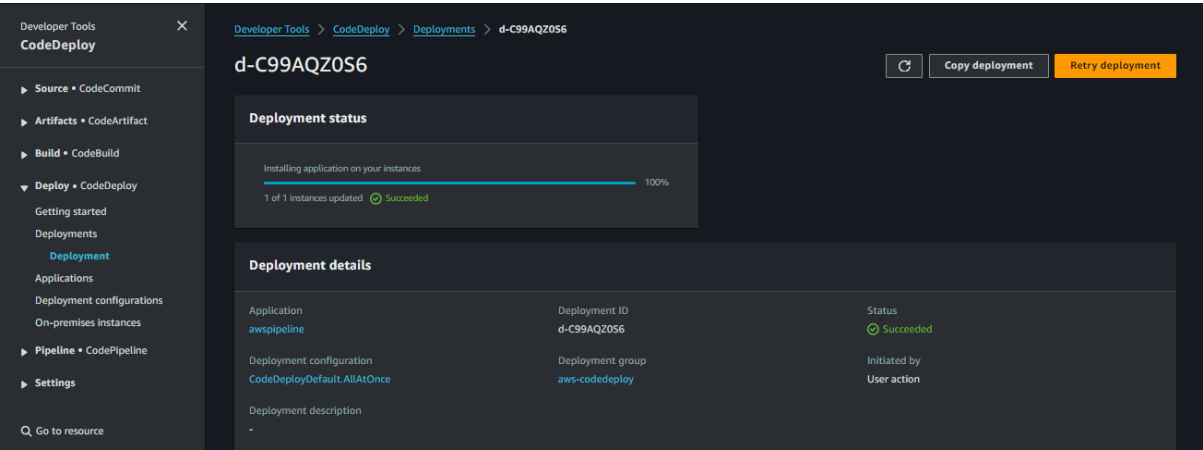 Developer Tools
CodeDeploy
Source • CodeCommit
Artifacts • CodeArtifact
Build • CodeBuild
Deploy • CodeDeploy
Getting started
Deployments
Deployment
Applications
Deployment configurations
On-premises instances
Pipeline • CodePipeline
Settings
Go to resource
Developer Tools > CodeDeploy > Deployments > d-C99AQZ0S6
d-C99AQZ0S6
Copy deployment
Retry deployment
Deployment status
Installing application on your instances
100%
1 of 1 instances updated Succeeded
Deployment details
Application
awspipeline
Deployment ID
d-C99AQZ0S6
Status
Succeeded
Deployment configuration
CodeDeployDefault.AllAtOnce
Deployment group
aws-codedeploy
Initiated by
User action
Deployment description
-